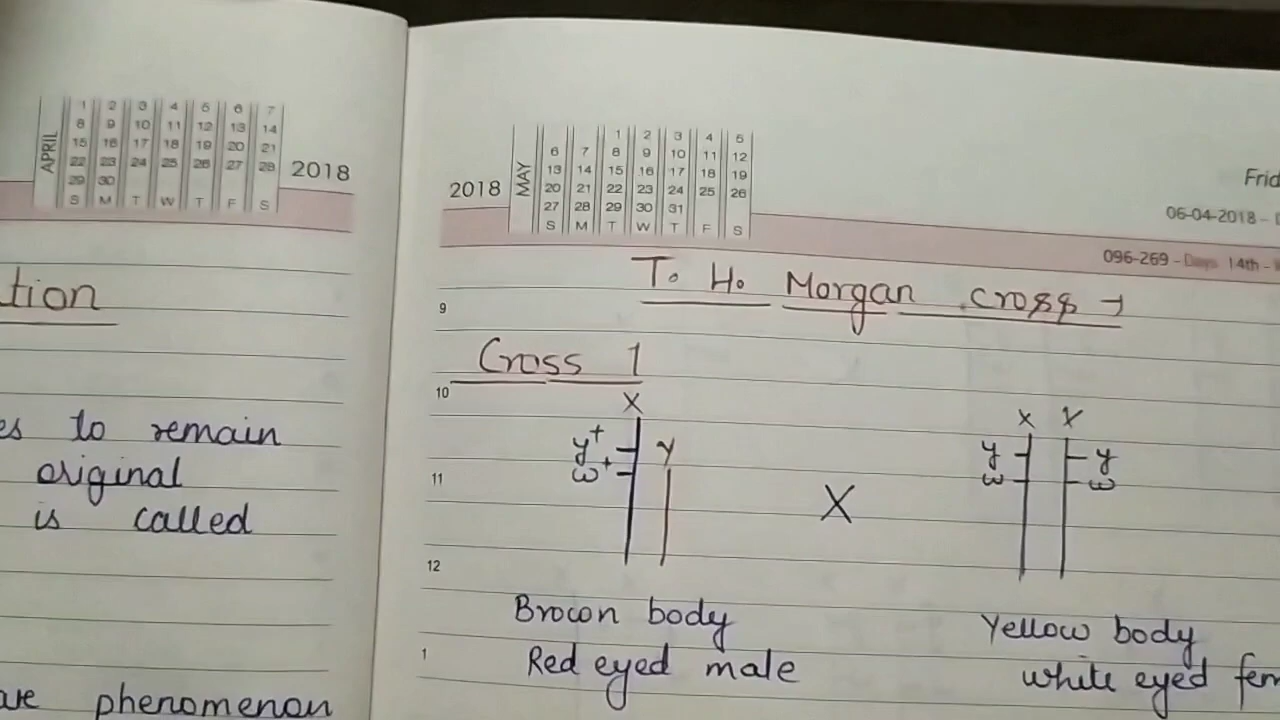 APRIL
1 2 3 4 5 6 7
8 9 10 11 12 13 14
15 16 17 18 19 20 21
22 23 24 25 26 27 28
29 30
S M T W T F S
2018
tion
es to remain
original
is called
phenomenon
2018
MAY
1 2 3 4 5
6 7 8 9 10 11 12
13 14 15 16 17 18 19
20 21 22 23 24 25 26
27 28 29 30 31
S M T W T F S
Frid
06-04-2018 - D
096-269 - Days 14th -
T. H. Morgan cross →
9
Cross 1
10
X X X
y+ Y y y
11
w+ w w
X
12
Brown body Yellow body
1
Red eyed male white eyed fem